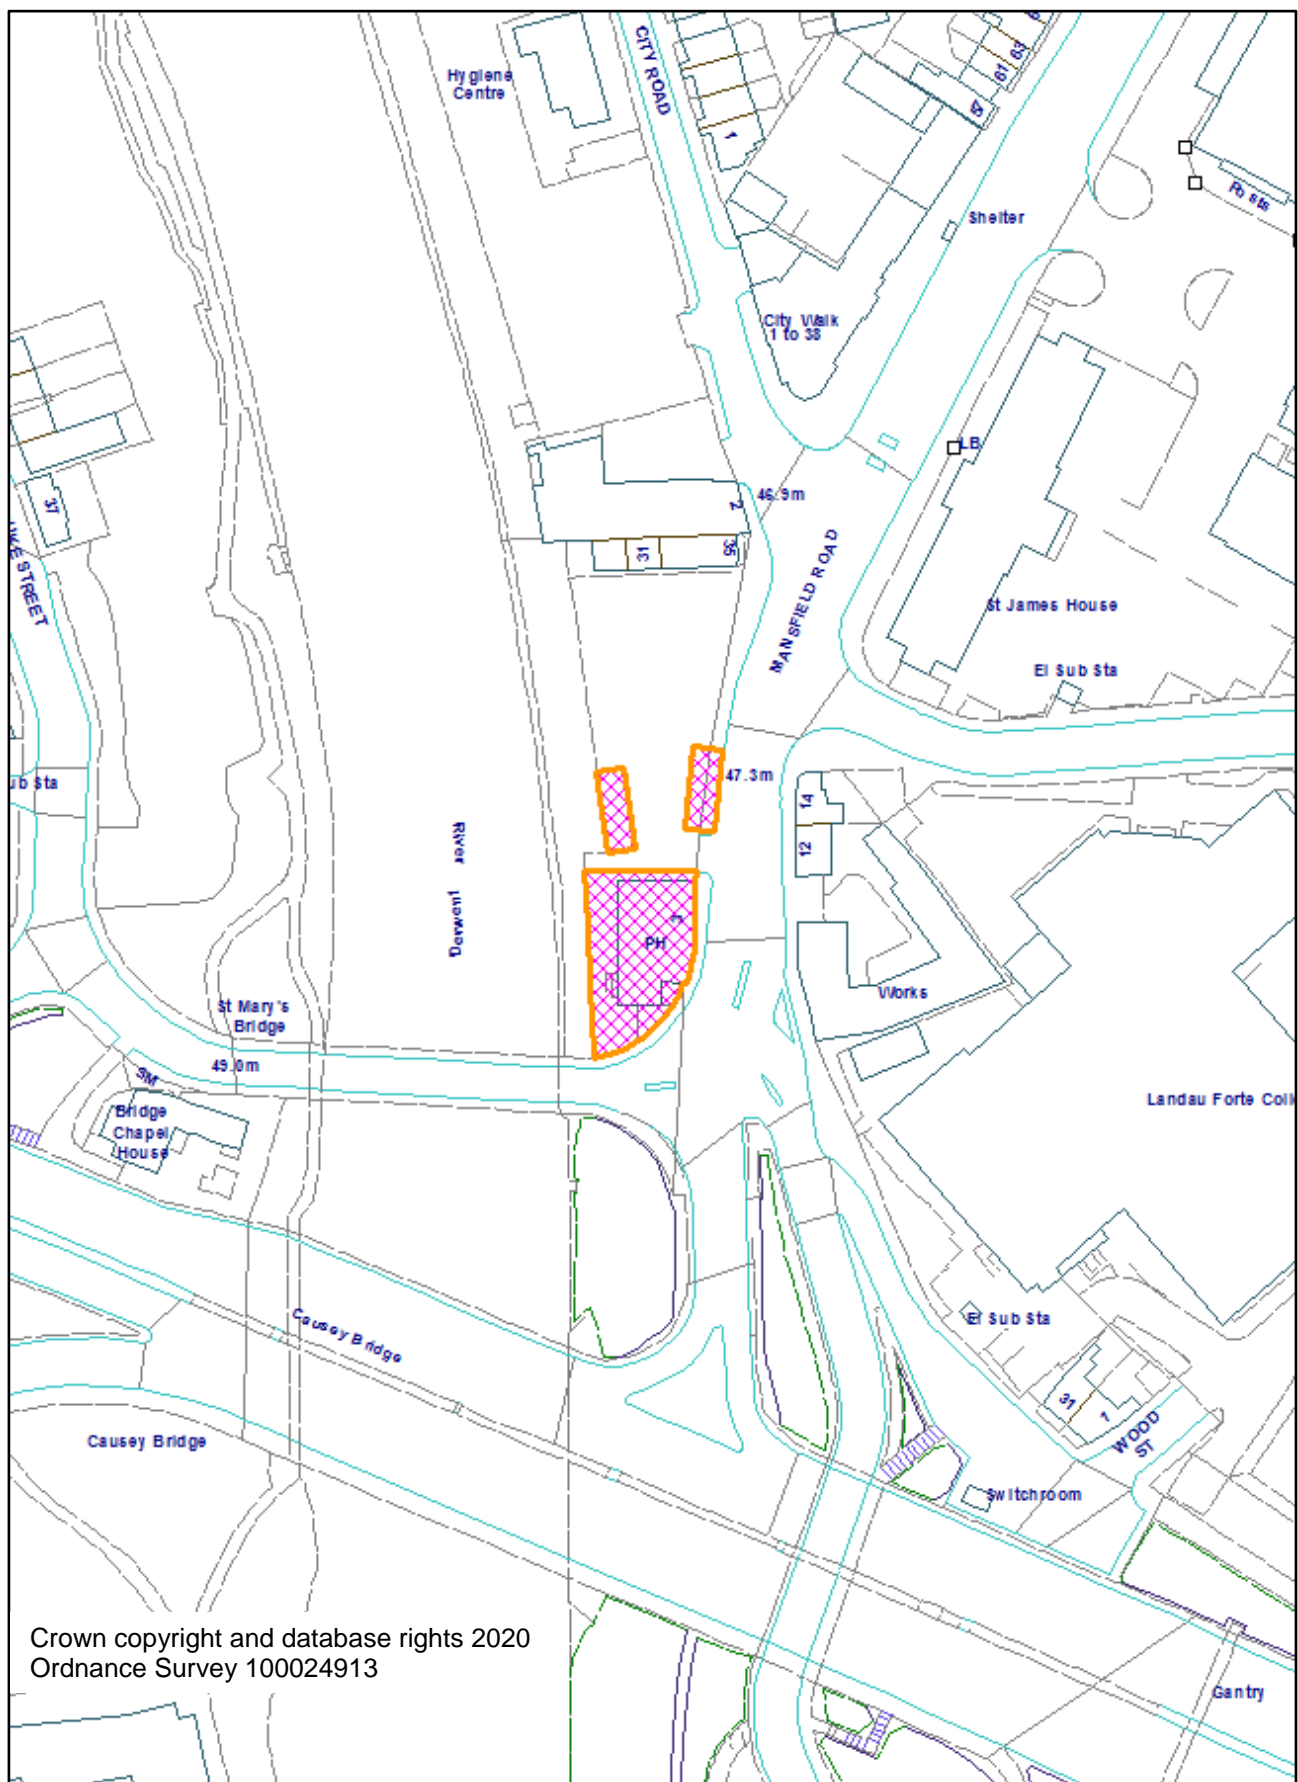 Hygiene
Centre
CITY ROAD
1
57
61
63
Posts
Shelter
City Walk
1 to 38
LB
37
UKE STREET
2
46.9m
31
35
MANSFIELD ROAD
St James House
El Sub Sta
ub Sta
47.3m
14
12
River
Derwent
3
PH
Works
St Mary's
Bridge
49.0m
SM
Bridge
Chapel
House
Landau Forte Coll
Causey Bridge
El Sub Sta
31
1
WOOD
ST
Causey Bridge
Switchroom
Crown copyright and database rights 2020
Ordnance Survey 100024913
Gantry